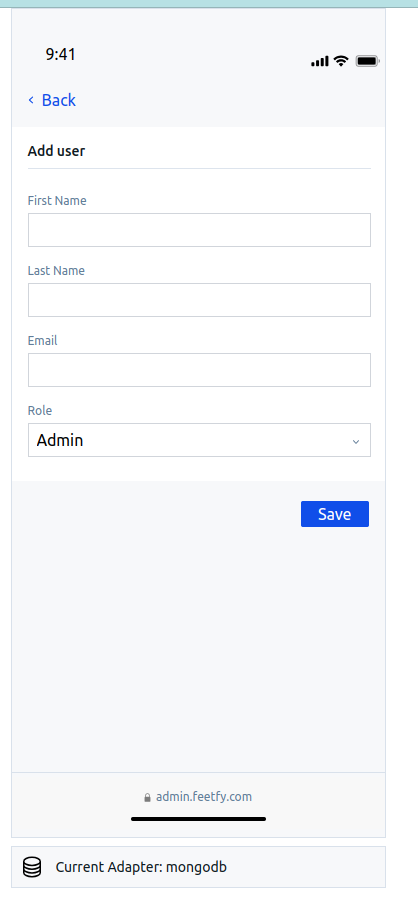 9:41
Back
Add user
First Name
Last Name
Email
Role
Admin
Save
admin.feetfy.com
Current Adapter: mongodb